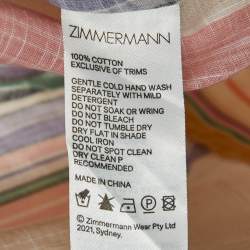 ZIMMERMANN
100% COTTON
EXCLUSIVE OF TRIMS
GENTLE COLD HAND WASH
SEPARATELY WITH MILD
DETERGENT
DO NOT SOAK OR WRING
DO NOT BLEACH
DO NOT TUMBLE DRY
DRY FLAT IN SHADE
COOL IRON
DO NOT SPOT CLEAN
DRY CLEAN P
RECOMMENDED
MADE IN CHINA
© Zimmermann Wear Pty Ltd
2021, Sydney.